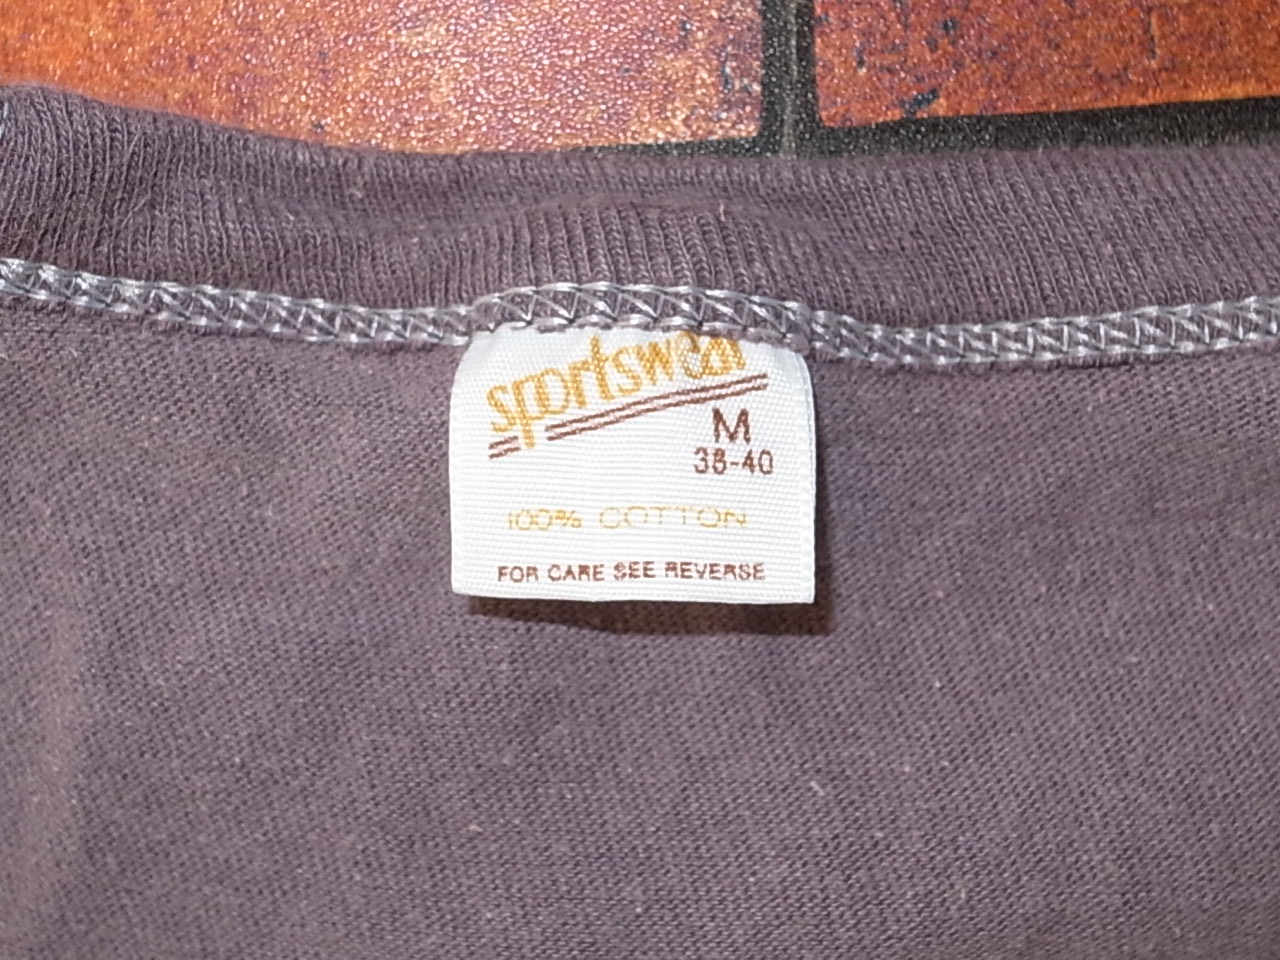 sportswear
M
38-40
100% COTTON
FOR CARE SEE REVERSE